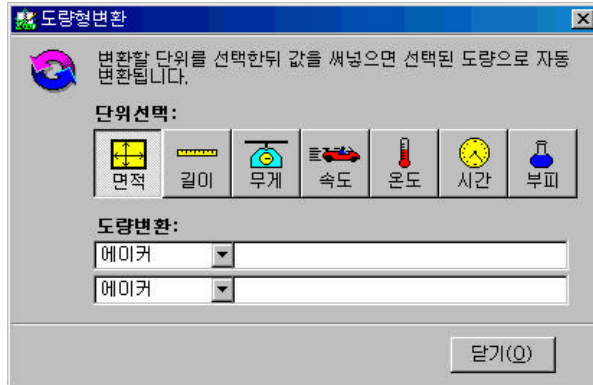 도량형변환
변환할 단위를 선택한뒤 값을 써넣으면 선택된 도량으로 자동
변환됩니다.
단위선택:
면적 길이 무게 속도 온도 시간 부피
도량변환:
에이커
에이커
닫기(O)